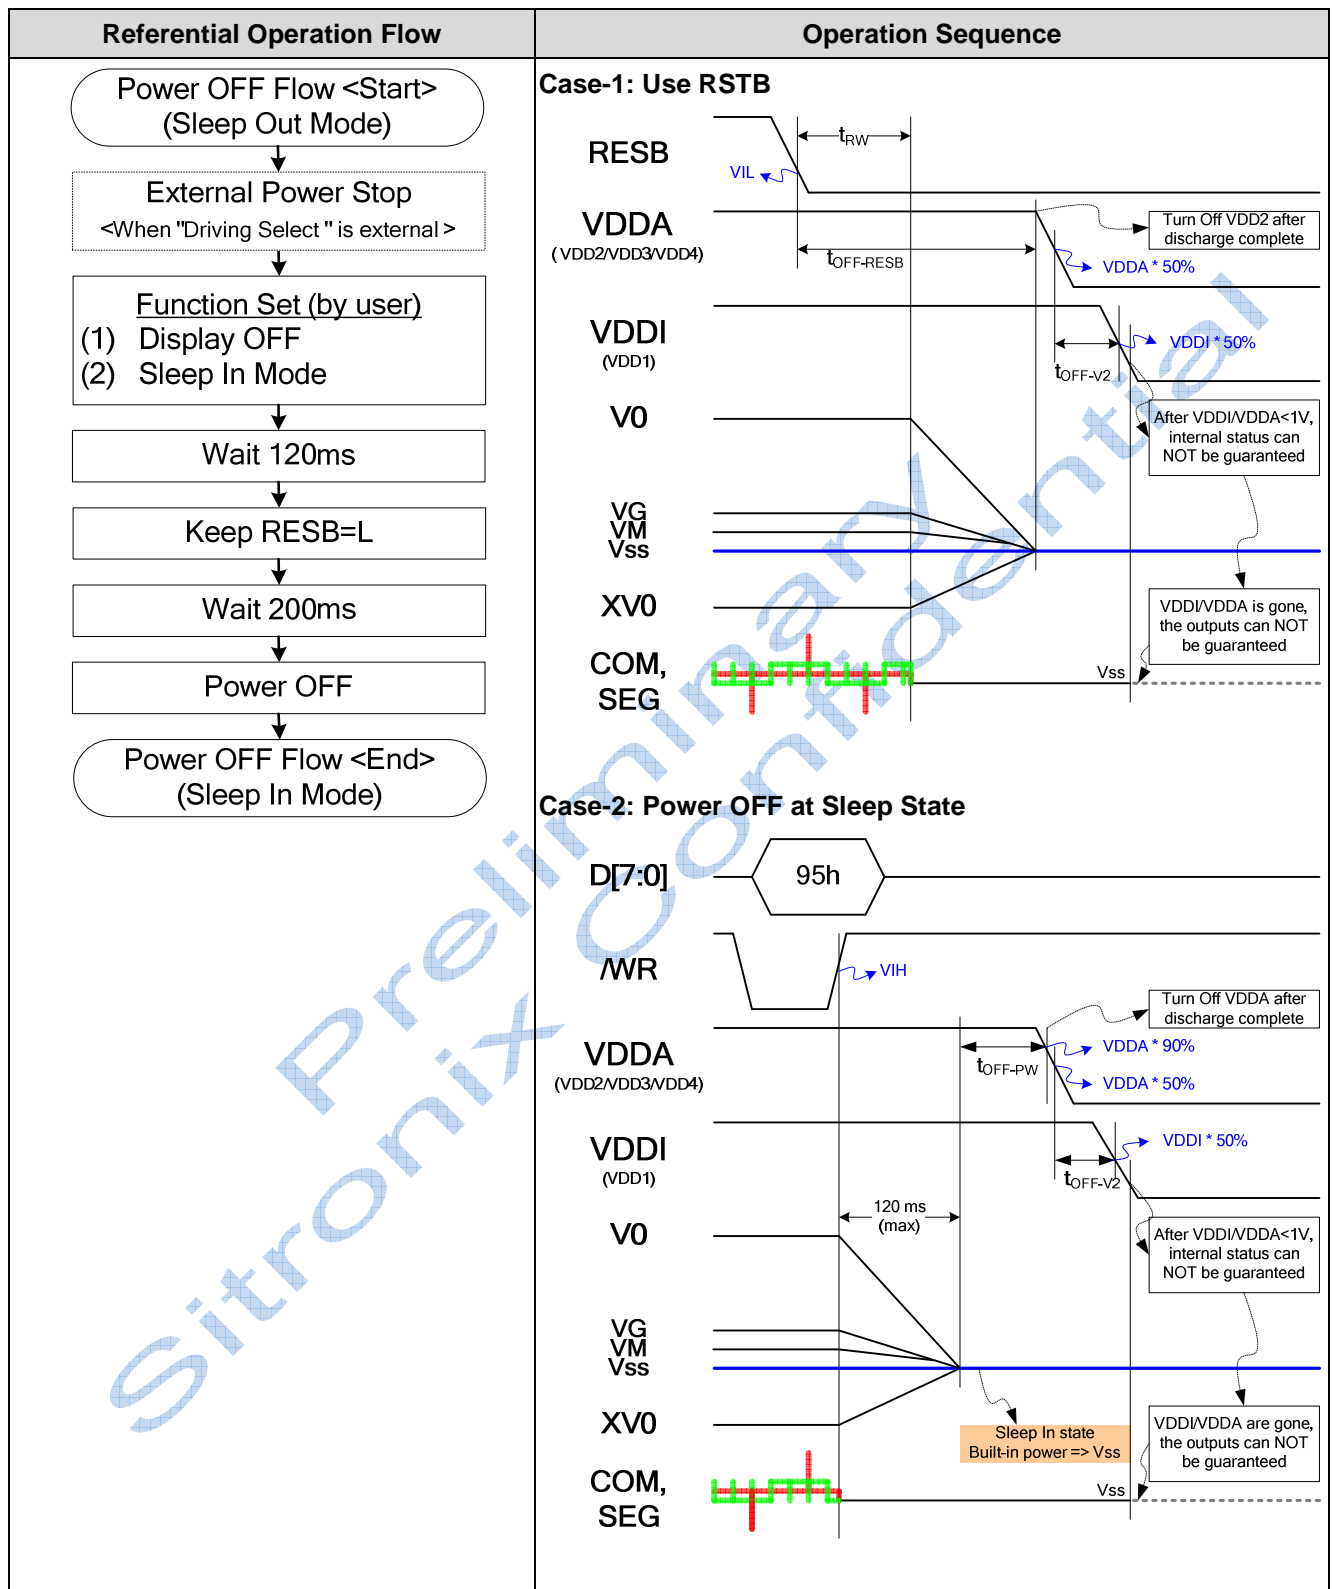 Referential Operation Flow
Operation Sequence
Power OFF Flow <Start>
(Sleep Out Mode)
External Power Stop
<When "Driving Select " is external >
Function Set (by user)
(1) Display OFF
(2) Sleep In Mode
Wait 120ms
Keep RESB=L
Wait 200ms
Power OFF
Power OFF Flow <End>
(Sleep In Mode)
Case-1: Use RSTB
RESB
tRW
VIL
VDDA
(VDD2/VDD3/VDD4)
tOFF-RESB
Turn Off VDD2 after
discharge complete
VDDA * 50%
VDDI
(VDD1)
VDDI * 50%
tOFF-V2
V0
After VDDI/VDDA<1V,
internal status can
NOT be guaranteed
VG
VM
Vss
XV0
VDDI/VDDA is gone,
the outputs can NOT
be guaranteed
COM,
SEG
Vss
Case-2: Power OFF at Sleep State
D[7:0]
95h
/WR
VIH
Turn Off VDDA after
discharge complete
VDDA
(VDD2/VDD3/VDD4)
tOFF-PW
VDDA * 90%
VDDA * 50%
VDDI
(VDD1)
VDDI * 50%
tOFF-V2
120 ms
(max)
V0
After VDDI/VDDA<1V,
internal status can
NOT be guaranteed
VG
VM
Vss
XV0
Sleep In state
Built-in power => Vss
VDDI/VDDA are gone,
the outputs can NOT
be guaranteed
COM,
SEG
Vss
Preliminary
Sitronix Confidential